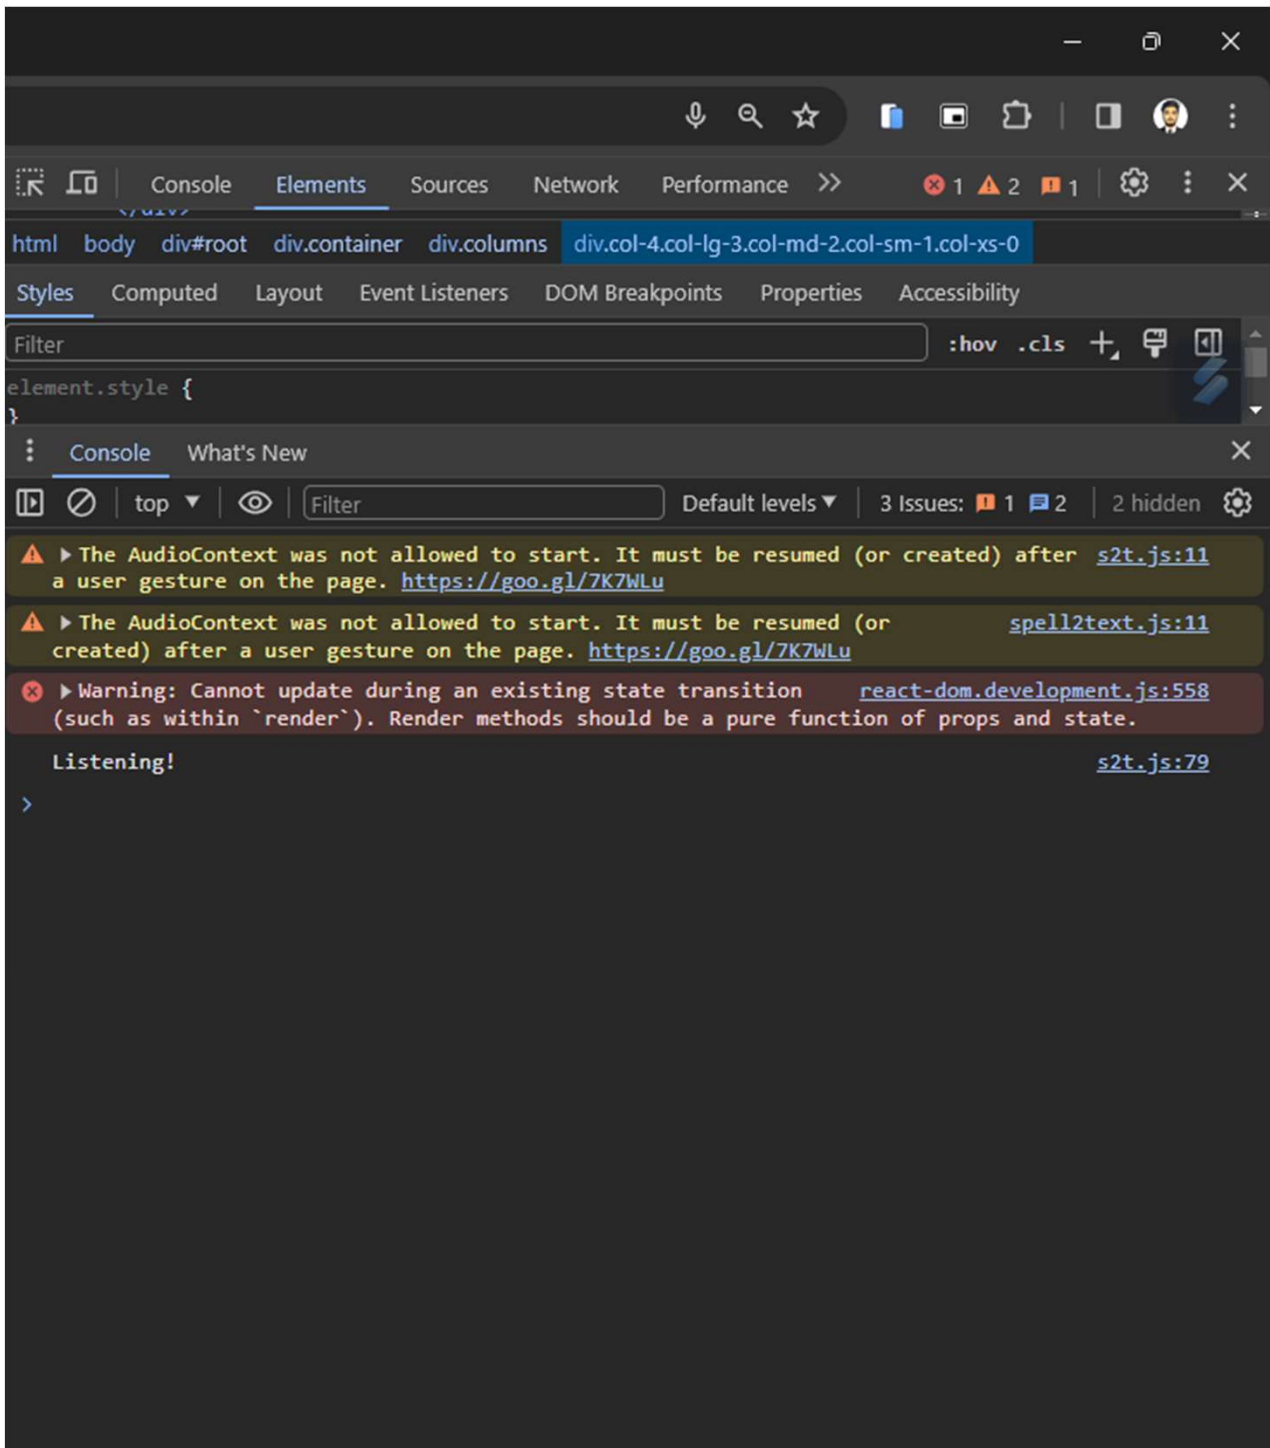 Console Elements Sources Network Performance 1 2 1
</div>
html body div#root div.container div.columns div.col-4.col-lg-3.col-md-2.col-sm-1.col-xs-0
Styles Computed Layout Event Listeners DOM Breakpoints Properties Accessibility
Filter :hov .cls
element.style {
}
Console What's New
top Filter Default levels 3 Issues: 1 2 2 hidden
The AudioContext was not allowed to start. It must be resumed (or created) after s2t.js:11
a user gesture on the page. https://goo.gl/7K7WLu
The AudioContext was not allowed to start. It must be resumed (or spell2text.js:11
created) after a user gesture on the page. https://goo.gl/7K7WLu
Warning: Cannot update during an existing state transition react-dom.development.js:558
(such as within `render`). Render methods should be a pure function of props and state.
Listening! s2t.js:79